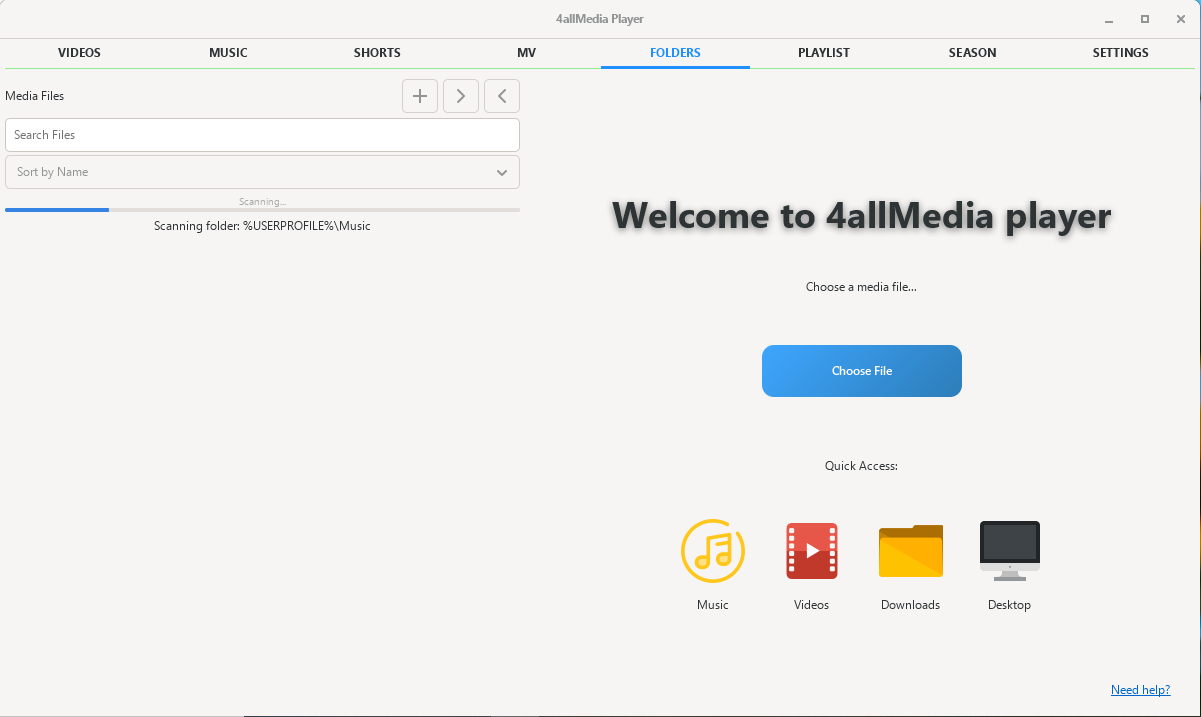 4allMedia Player
VIDEOS MUSIC SHORTS MV FOLDERS PLAYLIST SEASON SETTINGS
Media Files
Search Files
Sort by Name
Scanning...
Scanning folder: %USERPROFILE%\Music
Welcome to 4allMedia player
Choose a media file...
Choose File
Quick Access:
Music Videos Downloads Desktop
Need help?